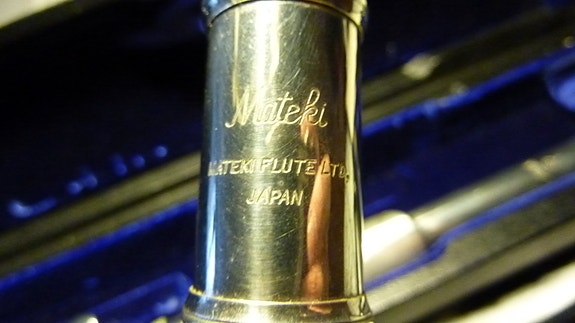 Mateki
MATEKI FLUTE LTD.
JAPAN